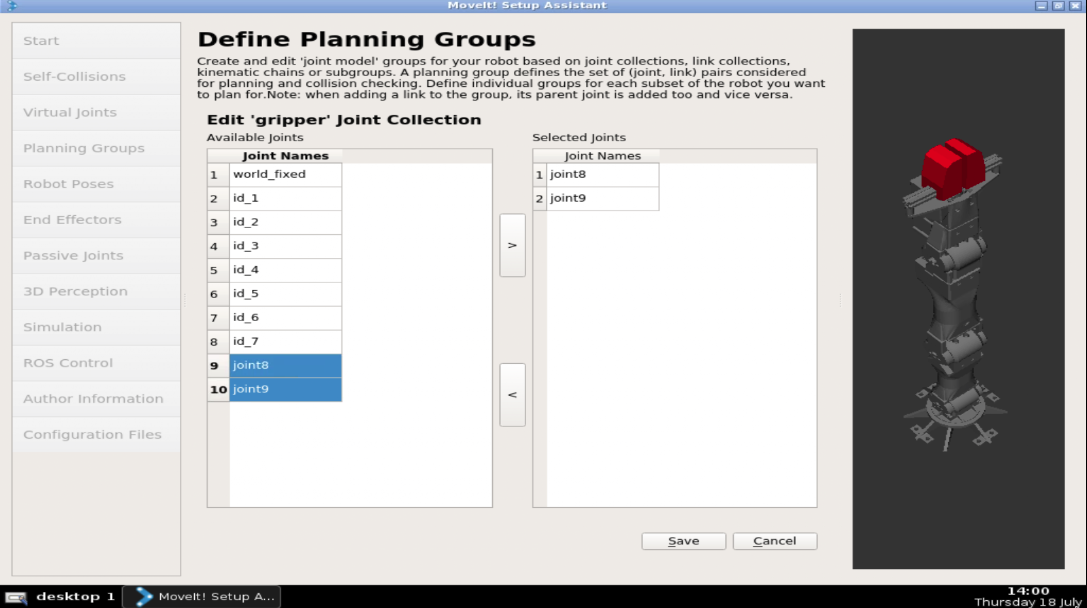 MoveIt! Setup Assistant
Start
Self-Collisions
Virtual Joints
Planning Groups
Robot Poses
End Effectors
Passive Joints
3D Perception
Simulation
ROS Control
Author Information
Configuration Files
Define Planning Groups
Create and edit 'joint model' groups for your robot based on joint collections, link collections,
kinematic chains or subgroups. A planning group defines the set of (joint, link) pairs considered
for planning and collision checking. Define individual groups for each subset of the robot you want
to plan for.Note: when adding a link to the group, its parent joint is added too and vice versa.
Edit 'gripper' Joint Collection
Available Joints
Joint Names
1 world_fixed
2 id_1
3 id_2
4 id_3
5 id_4
6 id_5
7 id_6
8 id_7
9 joint8
10 joint9
>
<
Selected Joints
Joint Names
1 joint8
2 joint9
Save
Cancel
desktop 1
MoveIt! Setup A...
14:00
Thursday 18 July